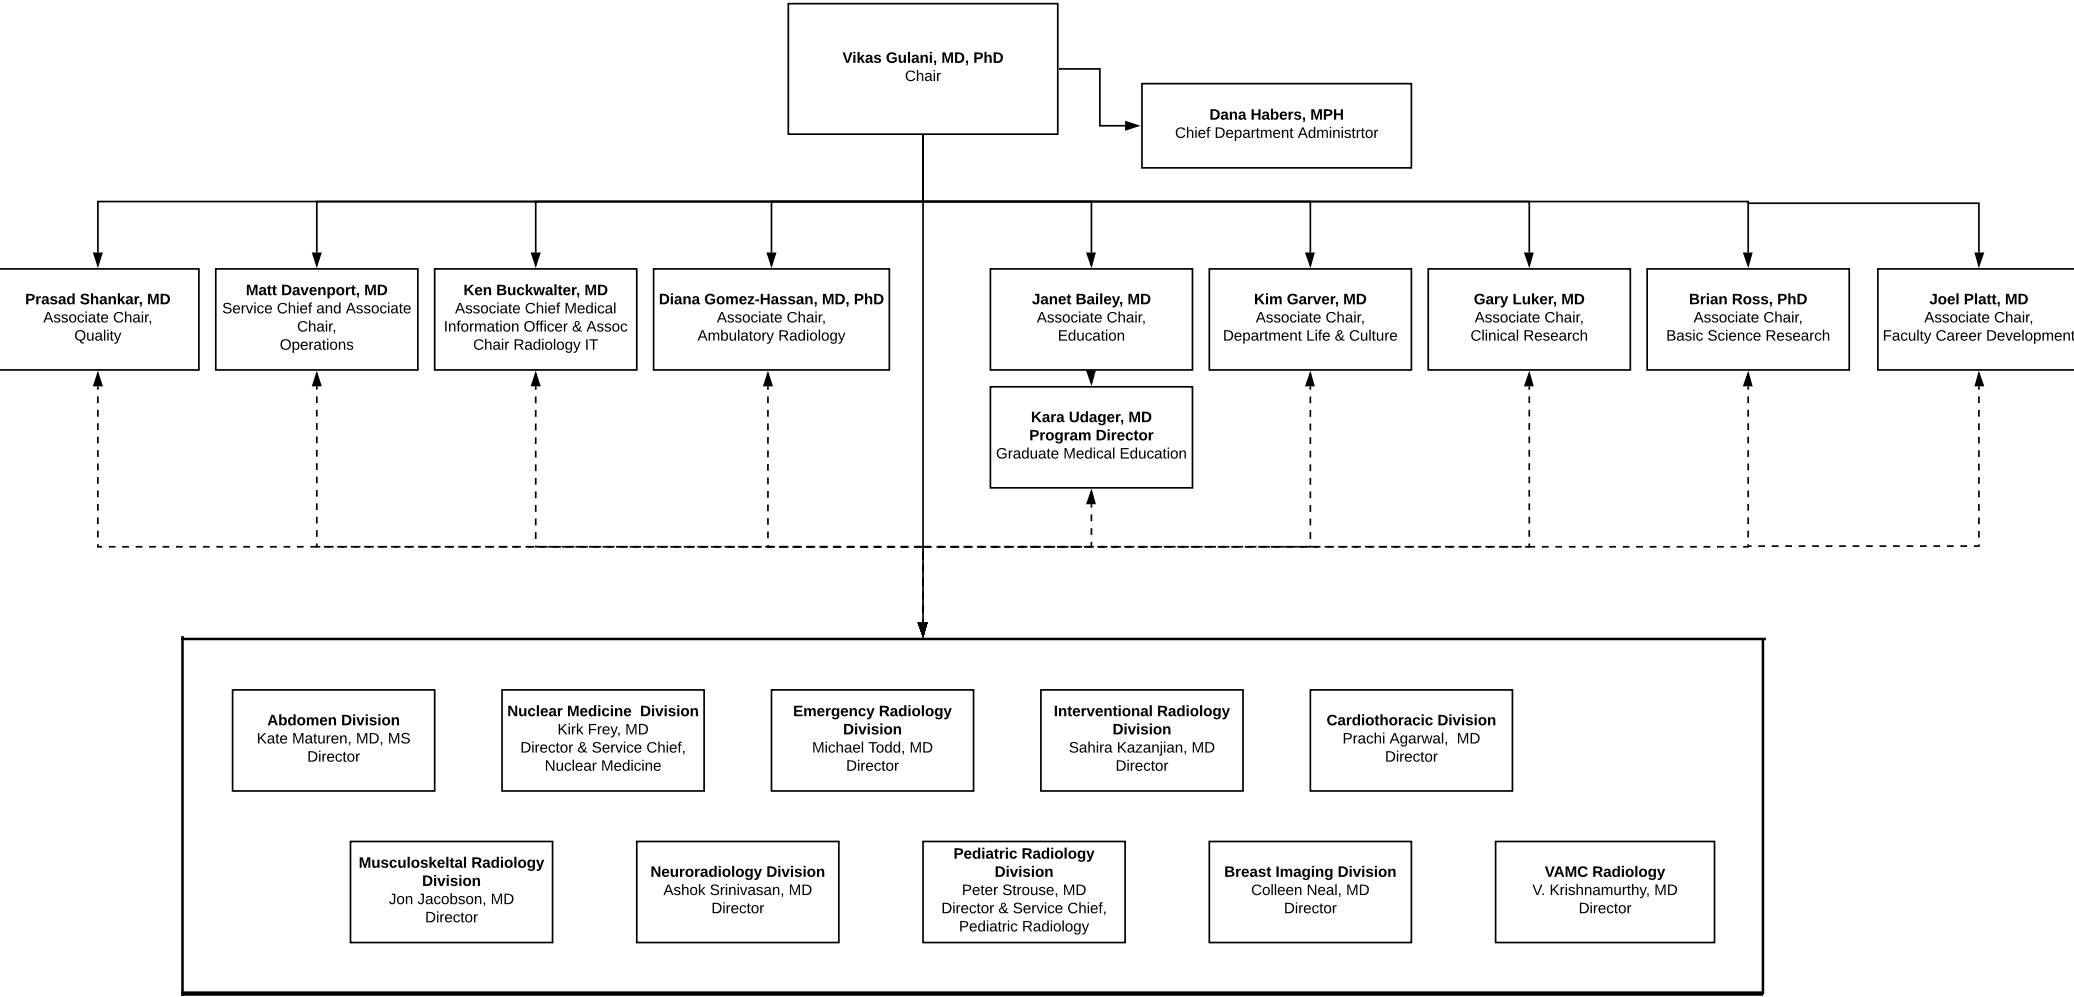 Vikas Gulani, MD, PhD
Chair
Dana Habers, MPH
Chief Department Administrtor
Prasad Shankar, MD
Associate Chair,
Quality
Matt Davenport, MD
Service Chief and Associate
Chair,
Operations
Ken Buckwalter, MD
Associate Chief Medical
Information Officer & Assoc
Chair Radiology IT
Diana Gomez-Hassan, MD, PhD
Associate Chair,
Ambulatory Radiology
Janet Bailey, MD
Associate Chair,
Education
Kim Garver, MD
Associate Chair,
Department Life & Culture
Gary Luker, MD
Associate Chair,
Clinical Research
Brian Ross, PhD
Associate Chair,
Basic Science Research
Joel Platt, MD
Associate Chair,
Faculty Career Development
Kara Udager, MD
Program Director
Graduate Medical Education
Abdomen Division
Kate Maturen, MD, MS
Director
Nuclear Medicine  Division
Kirk Frey, MD
Director & Service Chief,
Nuclear Medicine
Emergency Radiology
Division
Michael Todd, MD
Director
Interventional Radiology
Division
Sahira Kazanjian, MD
Director
Cardiothoracic Division
Prachi Agarwal,  MD
Director
Musculoskeltal Radiology
Division
Jon Jacobson, MD
Director
Neuroradiology Division
Ashok Srinivasan, MD
Director
Pediatric Radiology
Division
Peter Strouse, MD
Director & Service Chief,
Pediatric Radiology
Breast Imaging Division
Colleen Neal, MD
Director
VAMC Radiology
V. Krishnamurthy, MD
Director